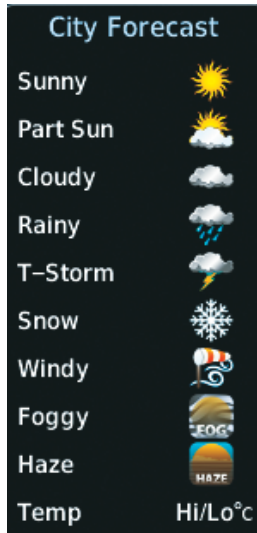 City Forecast
Sunny
Part Sun
Cloudy
Rainy
T–Storm
Snow
Windy
Foggy FOG
Haze HAZE
Temp Hi/Lo°C